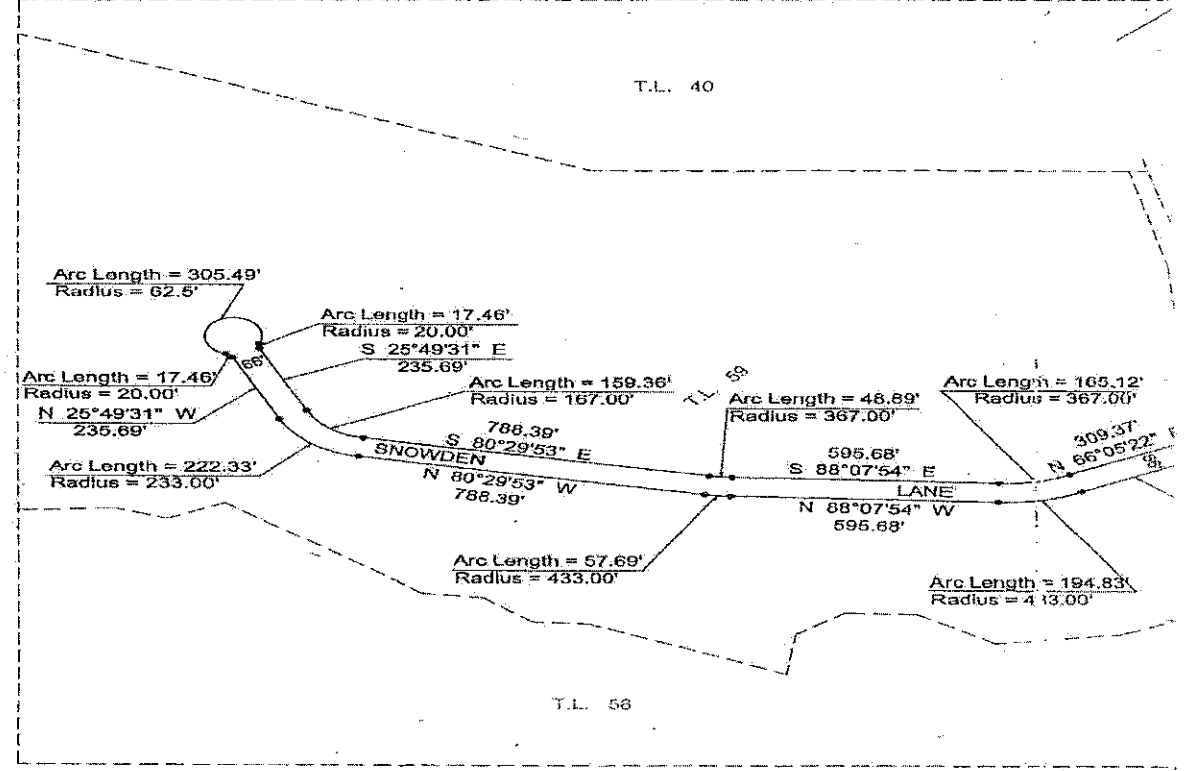 T.L. 40
Arc Length = 305.49'
Radius = 62.5'
Arc Length = 17.46'
Radius = 20.00'
S 25°49'31" E
235.69'
66'
Arc Length = 17.46'
Radius = 20.00'
N 25°49'31" W
235.69'
Arc Length = 159.36'
Radius = 167.00'
T.L. 59
Arc Length = 48.89'
Radius = 367.00'
Arc Length = 165.12'
Radius = 367.00'
788.39'
S 80°29'53" E
SNOWDEN
N 80°29'53" W
788.39'
595.68'
S 88°07'54" E
LANE
N 88°07'54" W
595.68'
309.37'
N 66°05'22"
Arc Length = 222.33'
Radius = 233.00'
Arc Length = 57.69'
Radius = 433.00'
Arc Length = 194.83'
Radius = 433.00'
T.L. 58